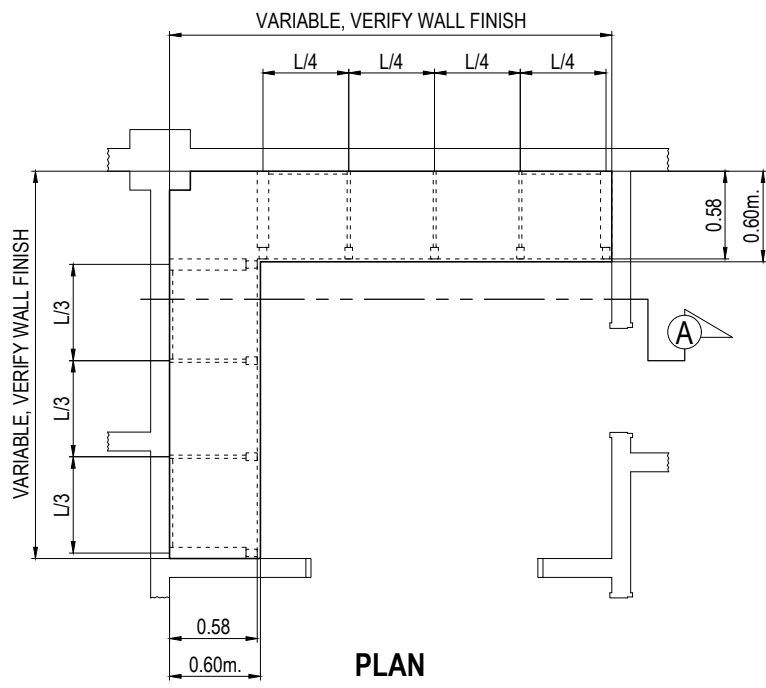 VARIABLE, VERIFY WALL FINISH
L/4 L/4 L/4 L/4
0.58
0.60m.
VARIABLE, VERIFY WALL FINISH
L/3
L/3
L/3
A
0.58
0.60m.
PLAN